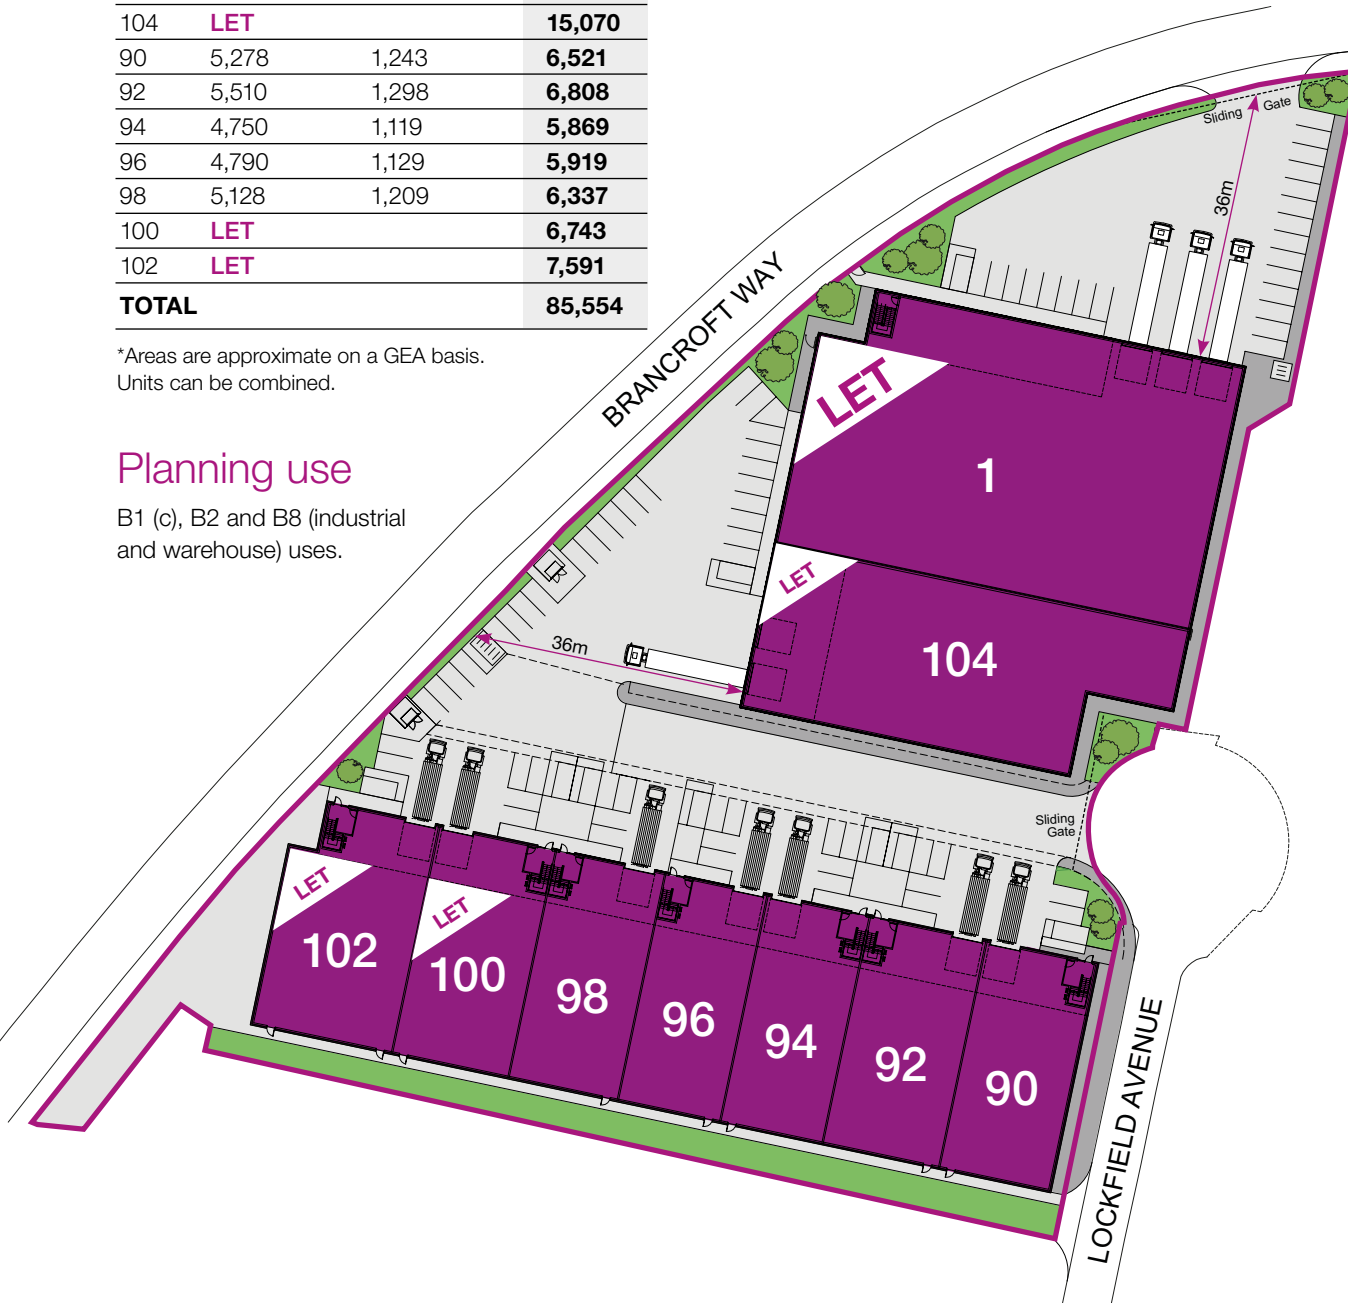 104 LET 15,070
90 5,278 1,243 6,521
92 5,510 1,298 6,808
94 4,750 1,119 5,869
96 4,790 1,129 5,919
98 5,128 1,209 6,337
100 LET 6,743
102 LET 7,591
TOTAL 85,554
*Areas are approximate on a GEA basis.
Units can be combined.
Planning use
B1 (c), B2 and B8 (industrial
and warehouse) uses.
BRANCROFT WAY
Sliding Gate
36m
LET
1
LET
104
36m
Sliding
Gate
LET
102
LET
100
98
96
94
92
90
LOCKFIELD AVENUE